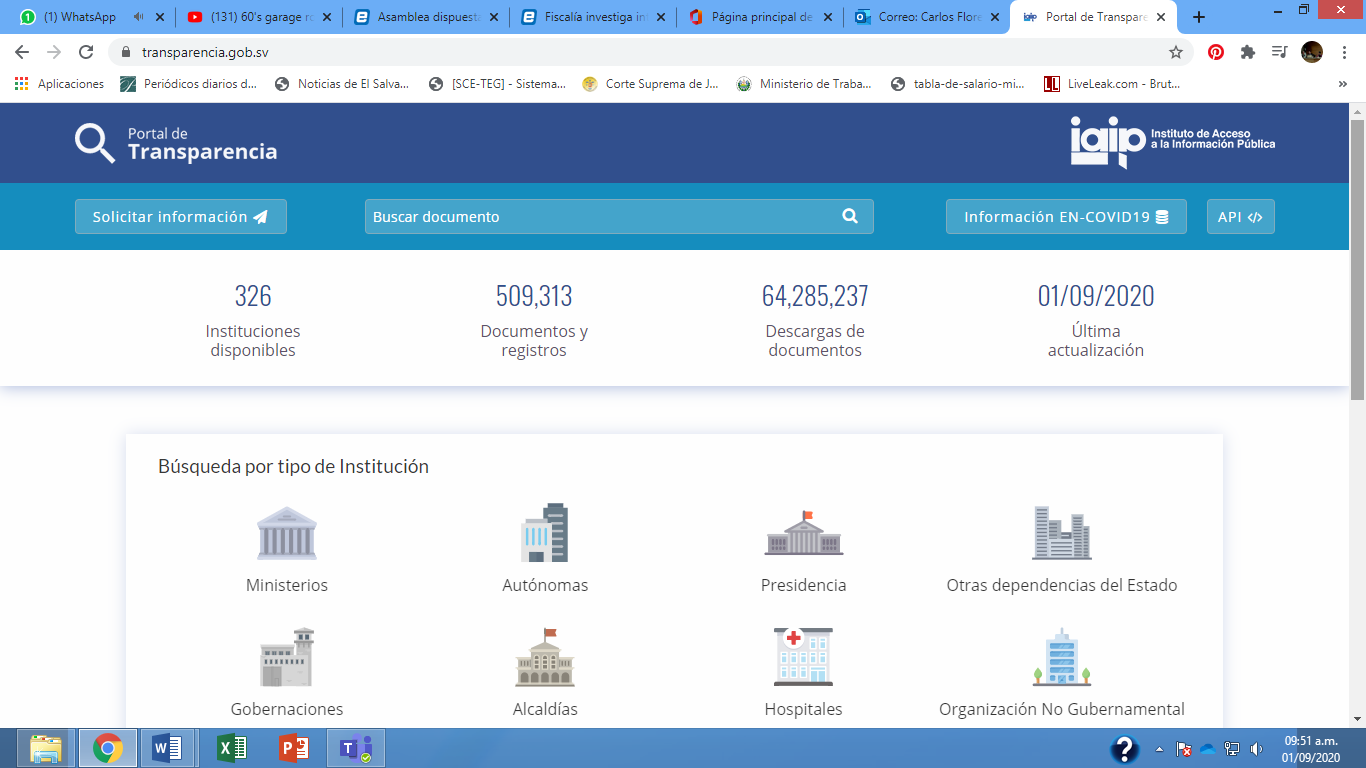 (1) WhatsApp
(131) 60's garage ro
Asamblea dispuesta
Fiscalía investiga in
Página principal de
Correo: Carlos Flore
Portal de Transpare
transparencia.gob.sv
Aplicaciones
Periódicos diarios d...
Noticias de El Salva...
[SCE-TEG] - Sistema...
Corte Suprema de J...
Ministerio de Traba...
tabla-de-salario-mi...
LL
LiveLeak.com - Brut...
»
Portal de
Transparencia
iaip
Instituto de Acceso
a la Información Pública
Solicitar información
Buscar documento
Información EN-COVID19
API </>
326
Instituciones
disponibles
509,313
Documentos y
registros
64,285,237
Descargas de
documentos
01/09/2020
Última
actualización
Búsqueda por tipo de Institución
Ministerios
Autónomas
Presidencia
Otras dependencias del Estado
Gobernaciones
Alcaldías
Hospitales
Organización No Gubernamental
09:51 a.m.
01/09/2020